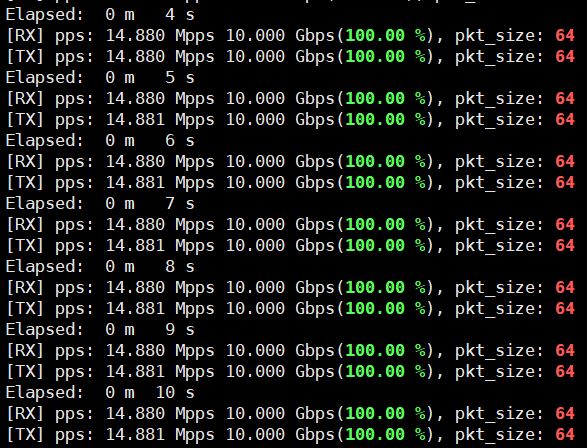 Elapsed:  0 m   4 s
[RX] pps: 14.880 Mpps 10.000 Gbps(100.00 %), pkt_size: 64
[TX] pps: 14.880 Mpps 10.000 Gbps(100.00 %), pkt_size: 64
Elapsed:  0 m   5 s
[RX] pps: 14.880 Mpps 10.000 Gbps(100.00 %), pkt_size: 64
[TX] pps: 14.881 Mpps 10.000 Gbps(100.00 %), pkt_size: 64
Elapsed:  0 m   6 s
[RX] pps: 14.880 Mpps 10.000 Gbps(100.00 %), pkt_size: 64
[TX] pps: 14.881 Mpps 10.000 Gbps(100.00 %), pkt_size: 64
Elapsed:  0 m   7 s
[RX] pps: 14.880 Mpps 10.000 Gbps(100.00 %), pkt_size: 64
[TX] pps: 14.881 Mpps 10.000 Gbps(100.00 %), pkt_size: 64
Elapsed:  0 m   8 s
[RX] pps: 14.880 Mpps 10.000 Gbps(100.00 %), pkt_size: 64
[TX] pps: 14.881 Mpps 10.000 Gbps(100.00 %), pkt_size: 64
Elapsed:  0 m   9 s
[RX] pps: 14.880 Mpps 10.000 Gbps(100.00 %), pkt_size: 64
[TX] pps: 14.881 Mpps 10.000 Gbps(100.00 %), pkt_size: 64
Elapsed:  0 m  10 s
[RX] pps: 14.880 Mpps 10.000 Gbps(100.00 %), pkt_size: 64
[TX] pps: 14.881 Mpps 10.000 Gbps(100.00 %), pkt_size: 64